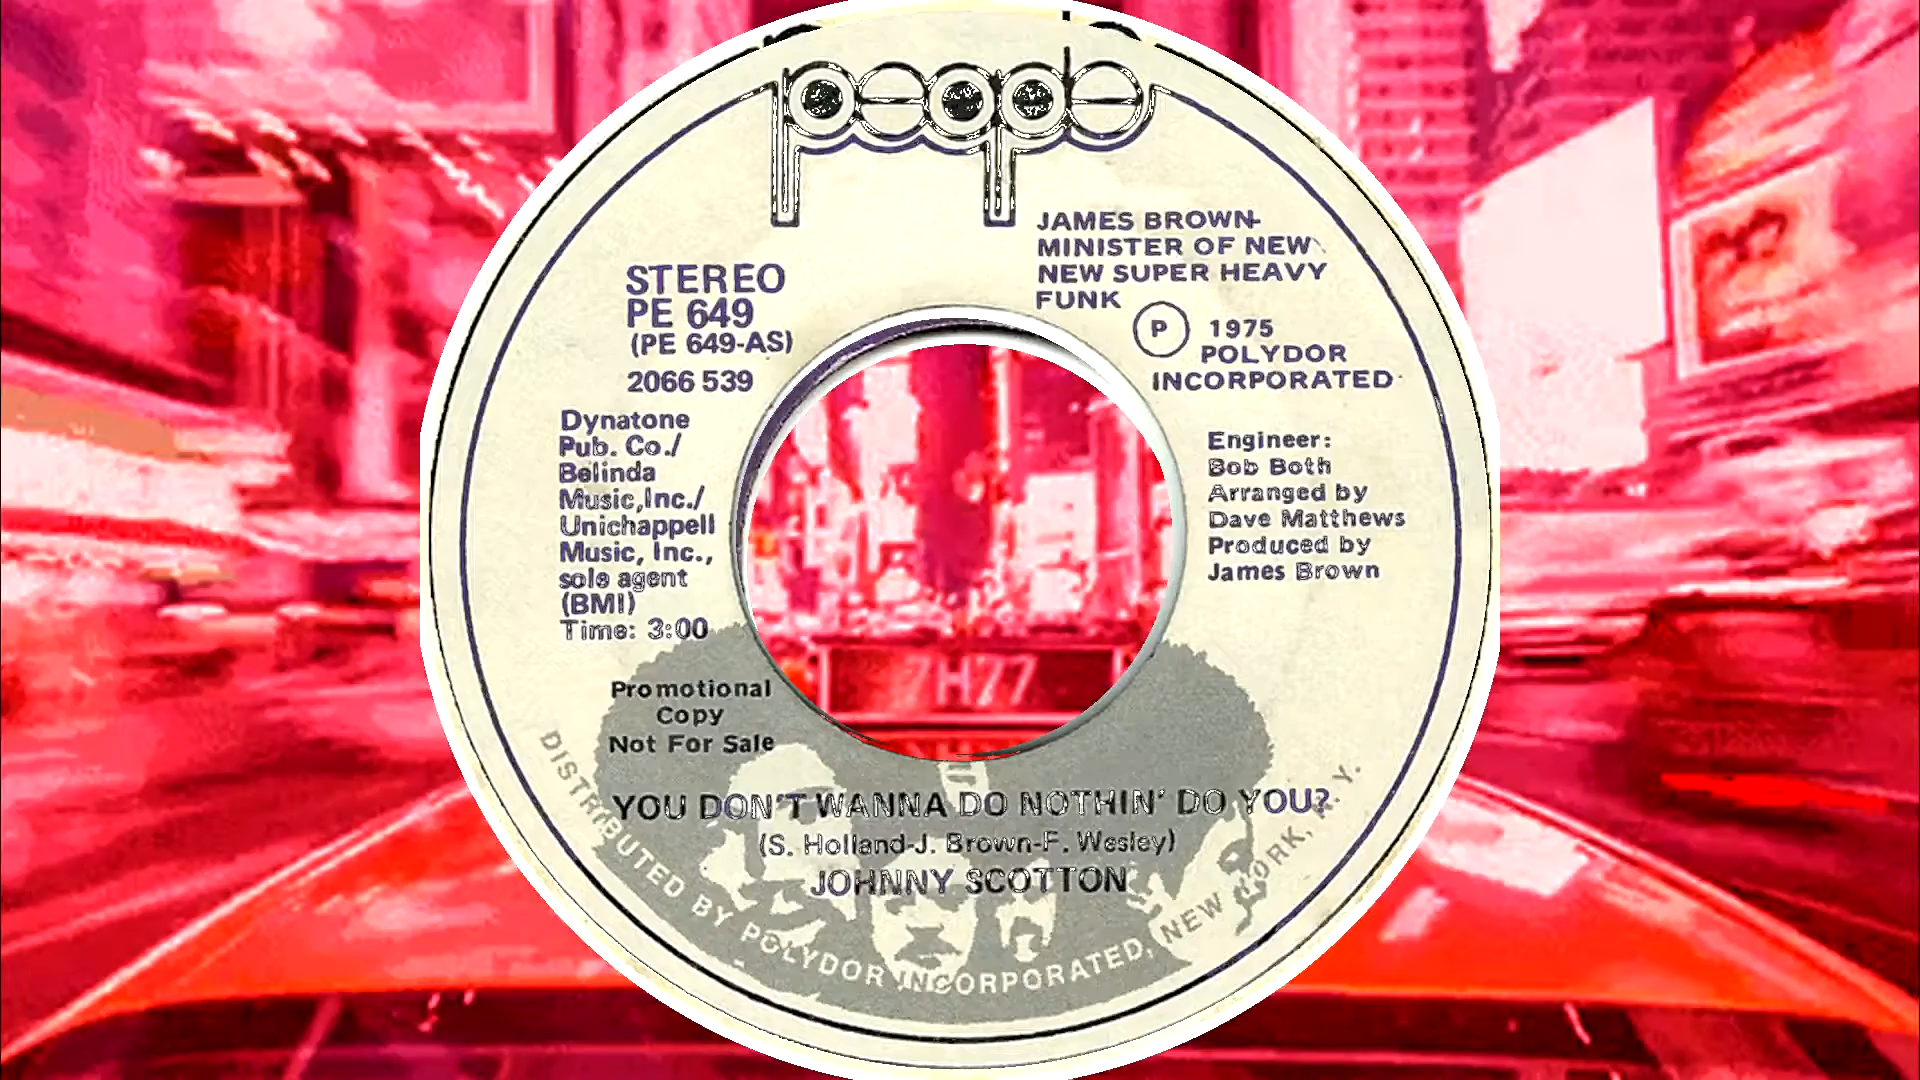 people
JAMES BROWN-
MINISTER OF NEW
NEW SUPER HEAVY
FUNK
P 1975
POLYDOR
INCORPORATED
STEREO
PE 649
(PE 649-AS)
2066 539
Dynatone
Pub. Co./
Belinda
Music,Inc./
Unichappell
Music, Inc.,
sole agent
(BMI)
Time: 3:00
Engineer:
Bob Both
Arranged by
Dave Matthews
Produced by
James Brown
7H77
Promotional
Copy
Not For Sale
YOU DON'T WANNA DO NOTHIN' DO YOU?
(S. Holland-J. Brown-F. Wesley)
JOHNNY SCOTTON
DISTRIBUTED BY POLYDOR INCORPORATED, NEW YORK, N.Y.